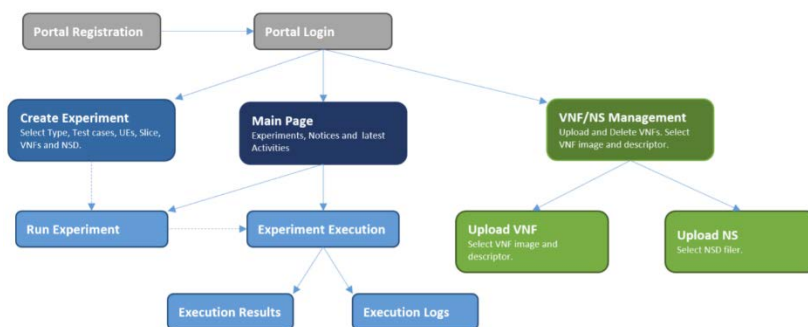 Portal Registration
Portal Login
Create Experiment
Select Type, Test cases, UEs, Slice,
VNFs and NSD.
Main Page
Experiments, Notices and latest
Activities
VNF/NS Management
Upload and Delete VNFs. Select
VNF image and descriptor.
Run Experiment
Experiment Execution
Upload VNF
Select VNF image and
descriptor.
Upload NS
Select NSD filer.
Execution Results
Execution Logs